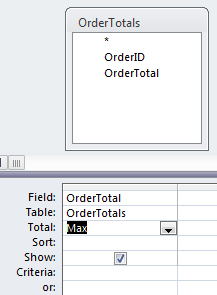 OrderTotals
*
OrderID
OrderTotal
Field: OrderTotal
Table: OrderTotals
Total: Max
Sort:
Show:
Criteria:
or: